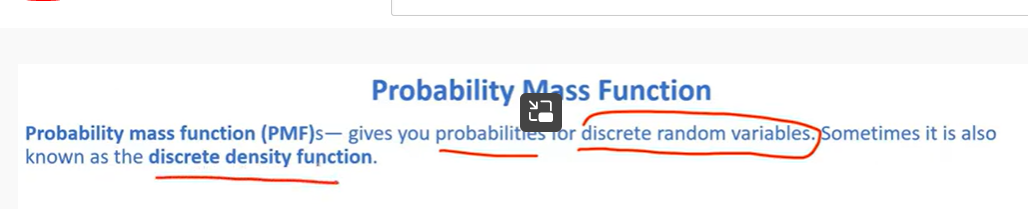 Probability Mass Function
Probability mass function (PMF)s— gives you probabilities for discrete random variables. Sometimes it is also
known as the discrete density function.